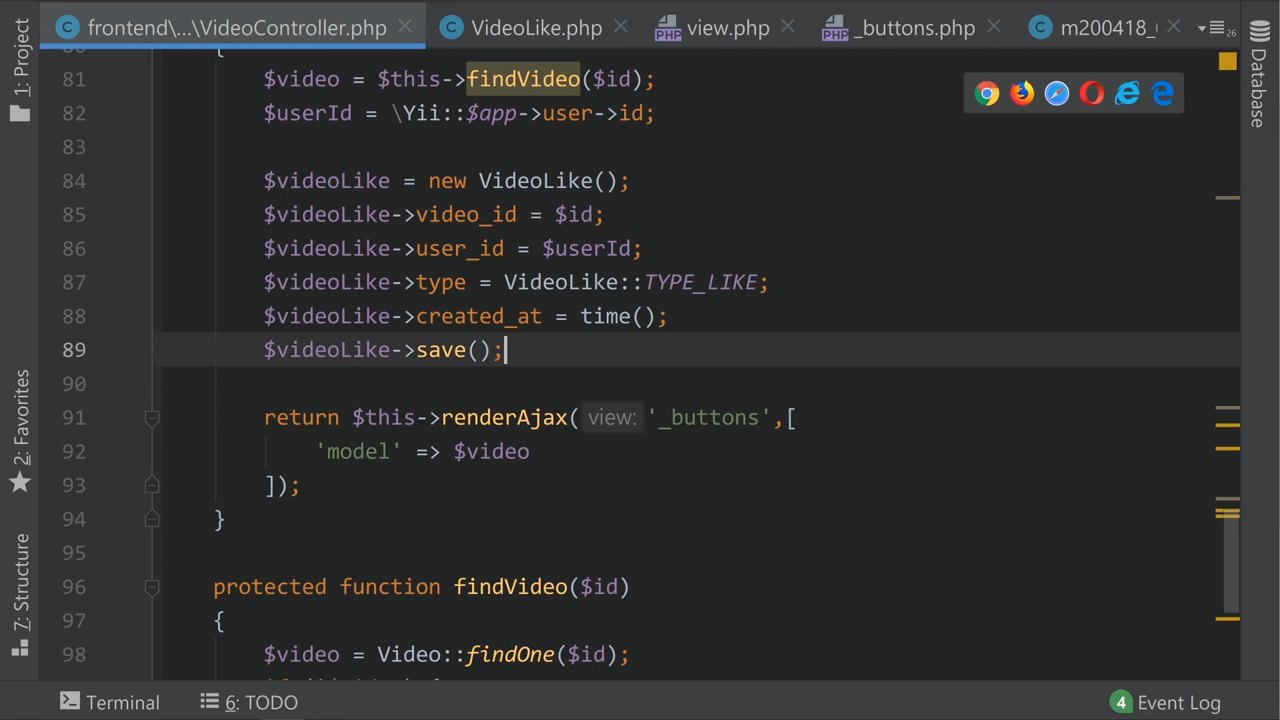 frontend\...\VideoController.php
VideoLike.php
view.php
_buttons.php
m200418_
26
1: Project
2: Favorites
7: Structure
Database
81 $video = $this->findVideo($id);
82 $userId = \Yii::$app->user->id;
83
84 $videoLike = new VideoLike();
85 $videoLike->video_id = $id;
86 $videoLike->user_id = $userId;
87 $videoLike->type = VideoLike::TYPE_LIKE;
88 $videoLike->created_at = time();
89 $videoLike->save();
90
91 return $this->renderAjax( view: '_buttons',[
92 'model' => $video
93 ]);
94 }
95
96 protected function findVideo($id)
97 {
98 $video = Video::findOne($id);
Terminal
6: TODO
4 Event Log